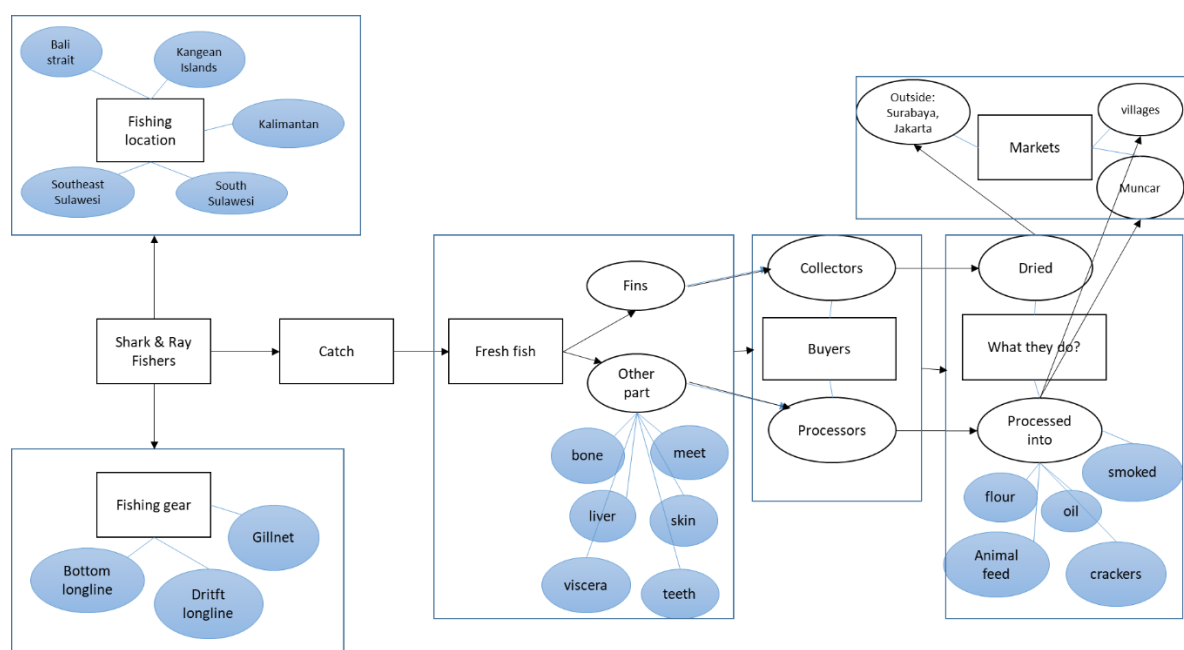 Bali
strait
Kangean
Islands
Fishing
location
Kalimantan
Southeast
Sulawesi
South
Sulawesi
Outside:
Surabaya,
Jakarta
Markets
villages
Muncar
Shark & Ray
Fishers
Catch
Fresh fish
Fins
Other
part
bone
meet
liver
skin
viscera
teeth
Collectors
Buyers
Processors
Dried
What they do?
Processed
into
smoked
flour
oil
Animal
feed
crackers
Fishing gear
Gillnet
Bottom
longline
Dritft
longline